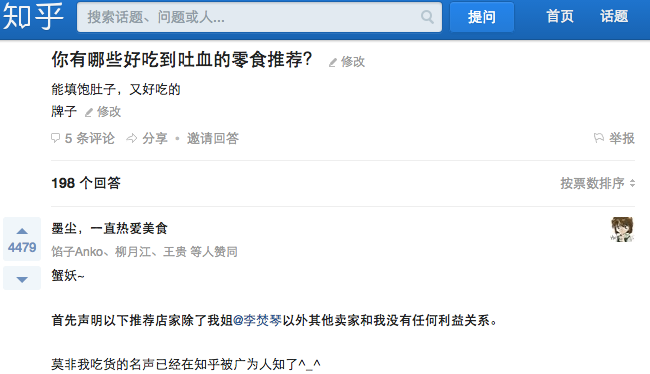 知乎 搜索话题、问题或人... 提问 首页 话题
你有哪些好吃到吐血的零食推荐? 修改
能填饱肚子，又好吃的
牌子 修改
5 条评论 分享 • 邀请回答 举报
198 个回答 按票数排序
墨尘，一直热爱美食
4479
馅子Anko、柳月江、王贵 等人赞同
蟹妖~
首先声明以下推荐店家除了我姐@李焚琴以外其他卖家和我没有任何利益关系。
莫非我吃货的名声已经在知乎被广为人知了^_^